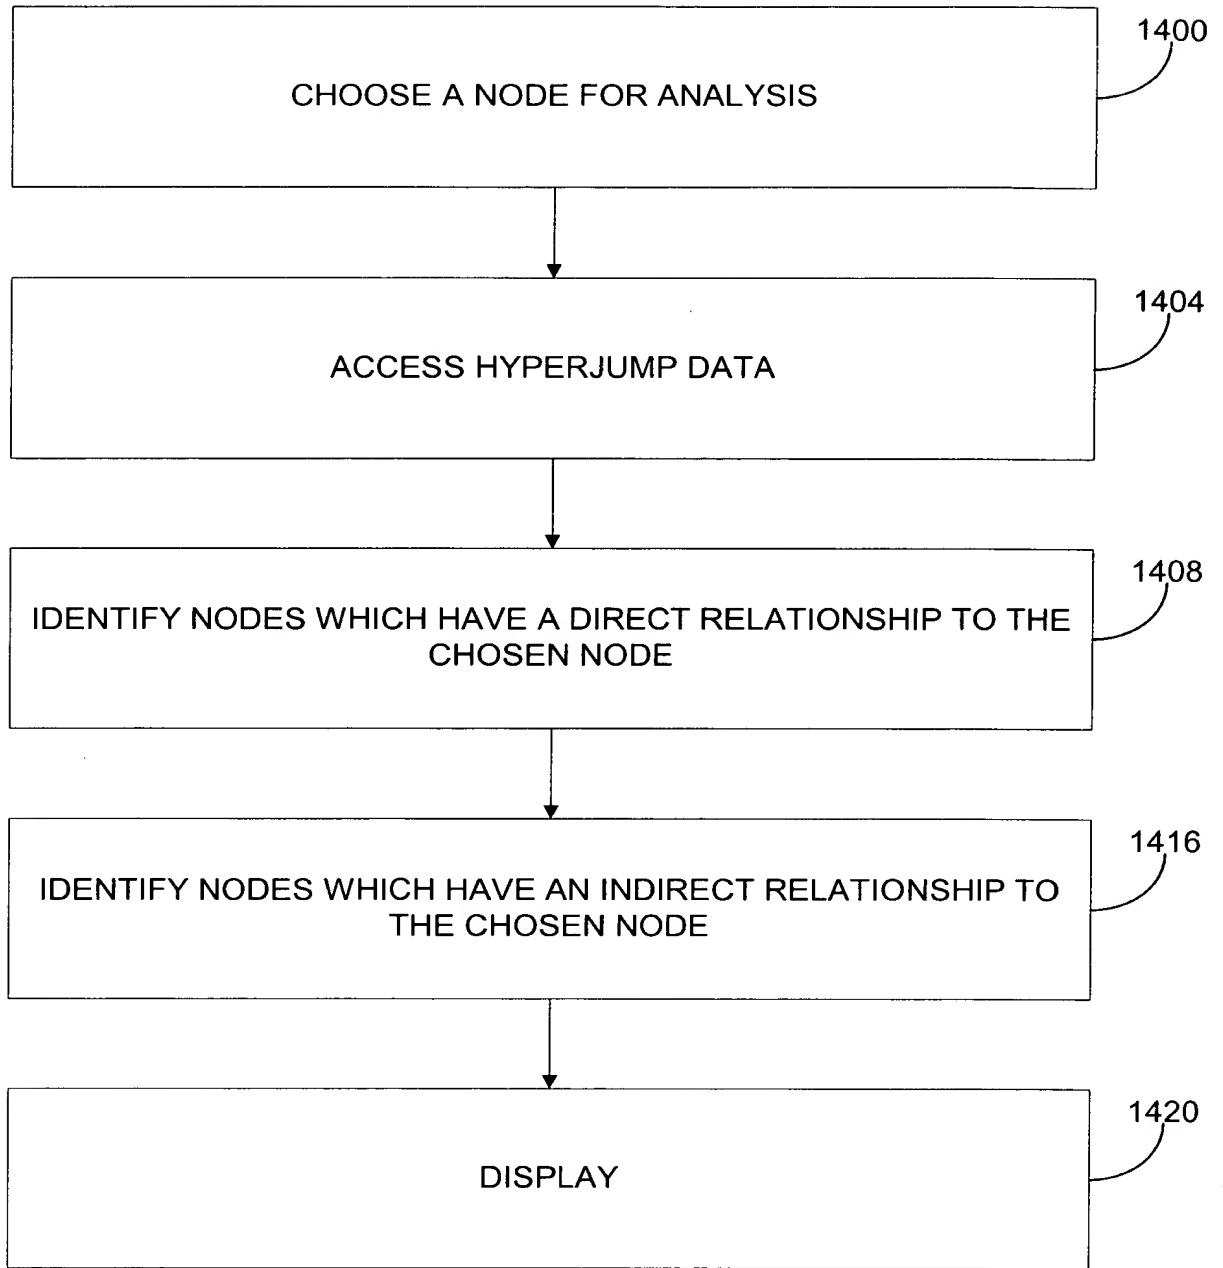 1400
CHOOSE A NODE FOR ANALYSIS
1404
ACCESS HYPERJUMP DATA
1408
IDENTIFY NODES WHICH HAVE A DIRECT RELATIONSHIP TO THE
CHOSEN NODE
1416
IDENTIFY NODES WHICH HAVE AN INDIRECT RELATIONSHIP TO
THE CHOSEN NODE
1420
DISPLAY